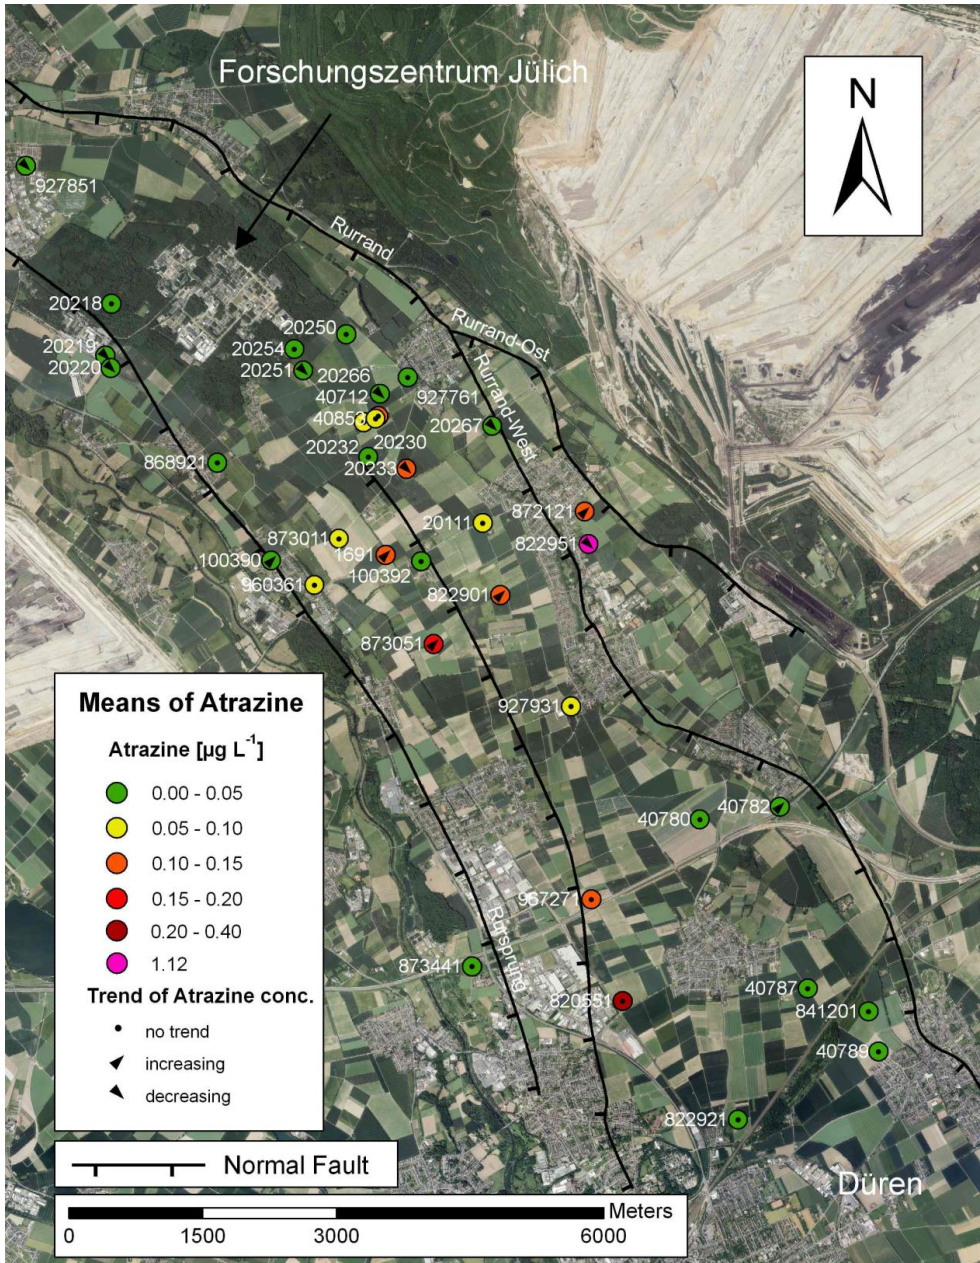 Forschungszentrum Jülich
N
927851
Rurrand
20218
20250
20254
Rurrand-Ost
20219
20220
20251
20266
927761
Rurrand-West
40712
20267
20232
20230
20233
868921
872121
20111
873011
822951
1691
100390
100392
960361
822901
873051
927931
Means of Atrazine
Atrazine [µg L-1]
0.00 - 0.05
0.05 - 0.10
0.10 - 0.15
0.15 - 0.20
0.20 - 0.40
1.12
Trend of Atrazine conc.
no trend
increasing
decreasing
40782
40780
967271
Rursprung
873441
40787
820551
841201
40789
822921
Normal Fault
Düren
Meters
0
1500
3000
6000